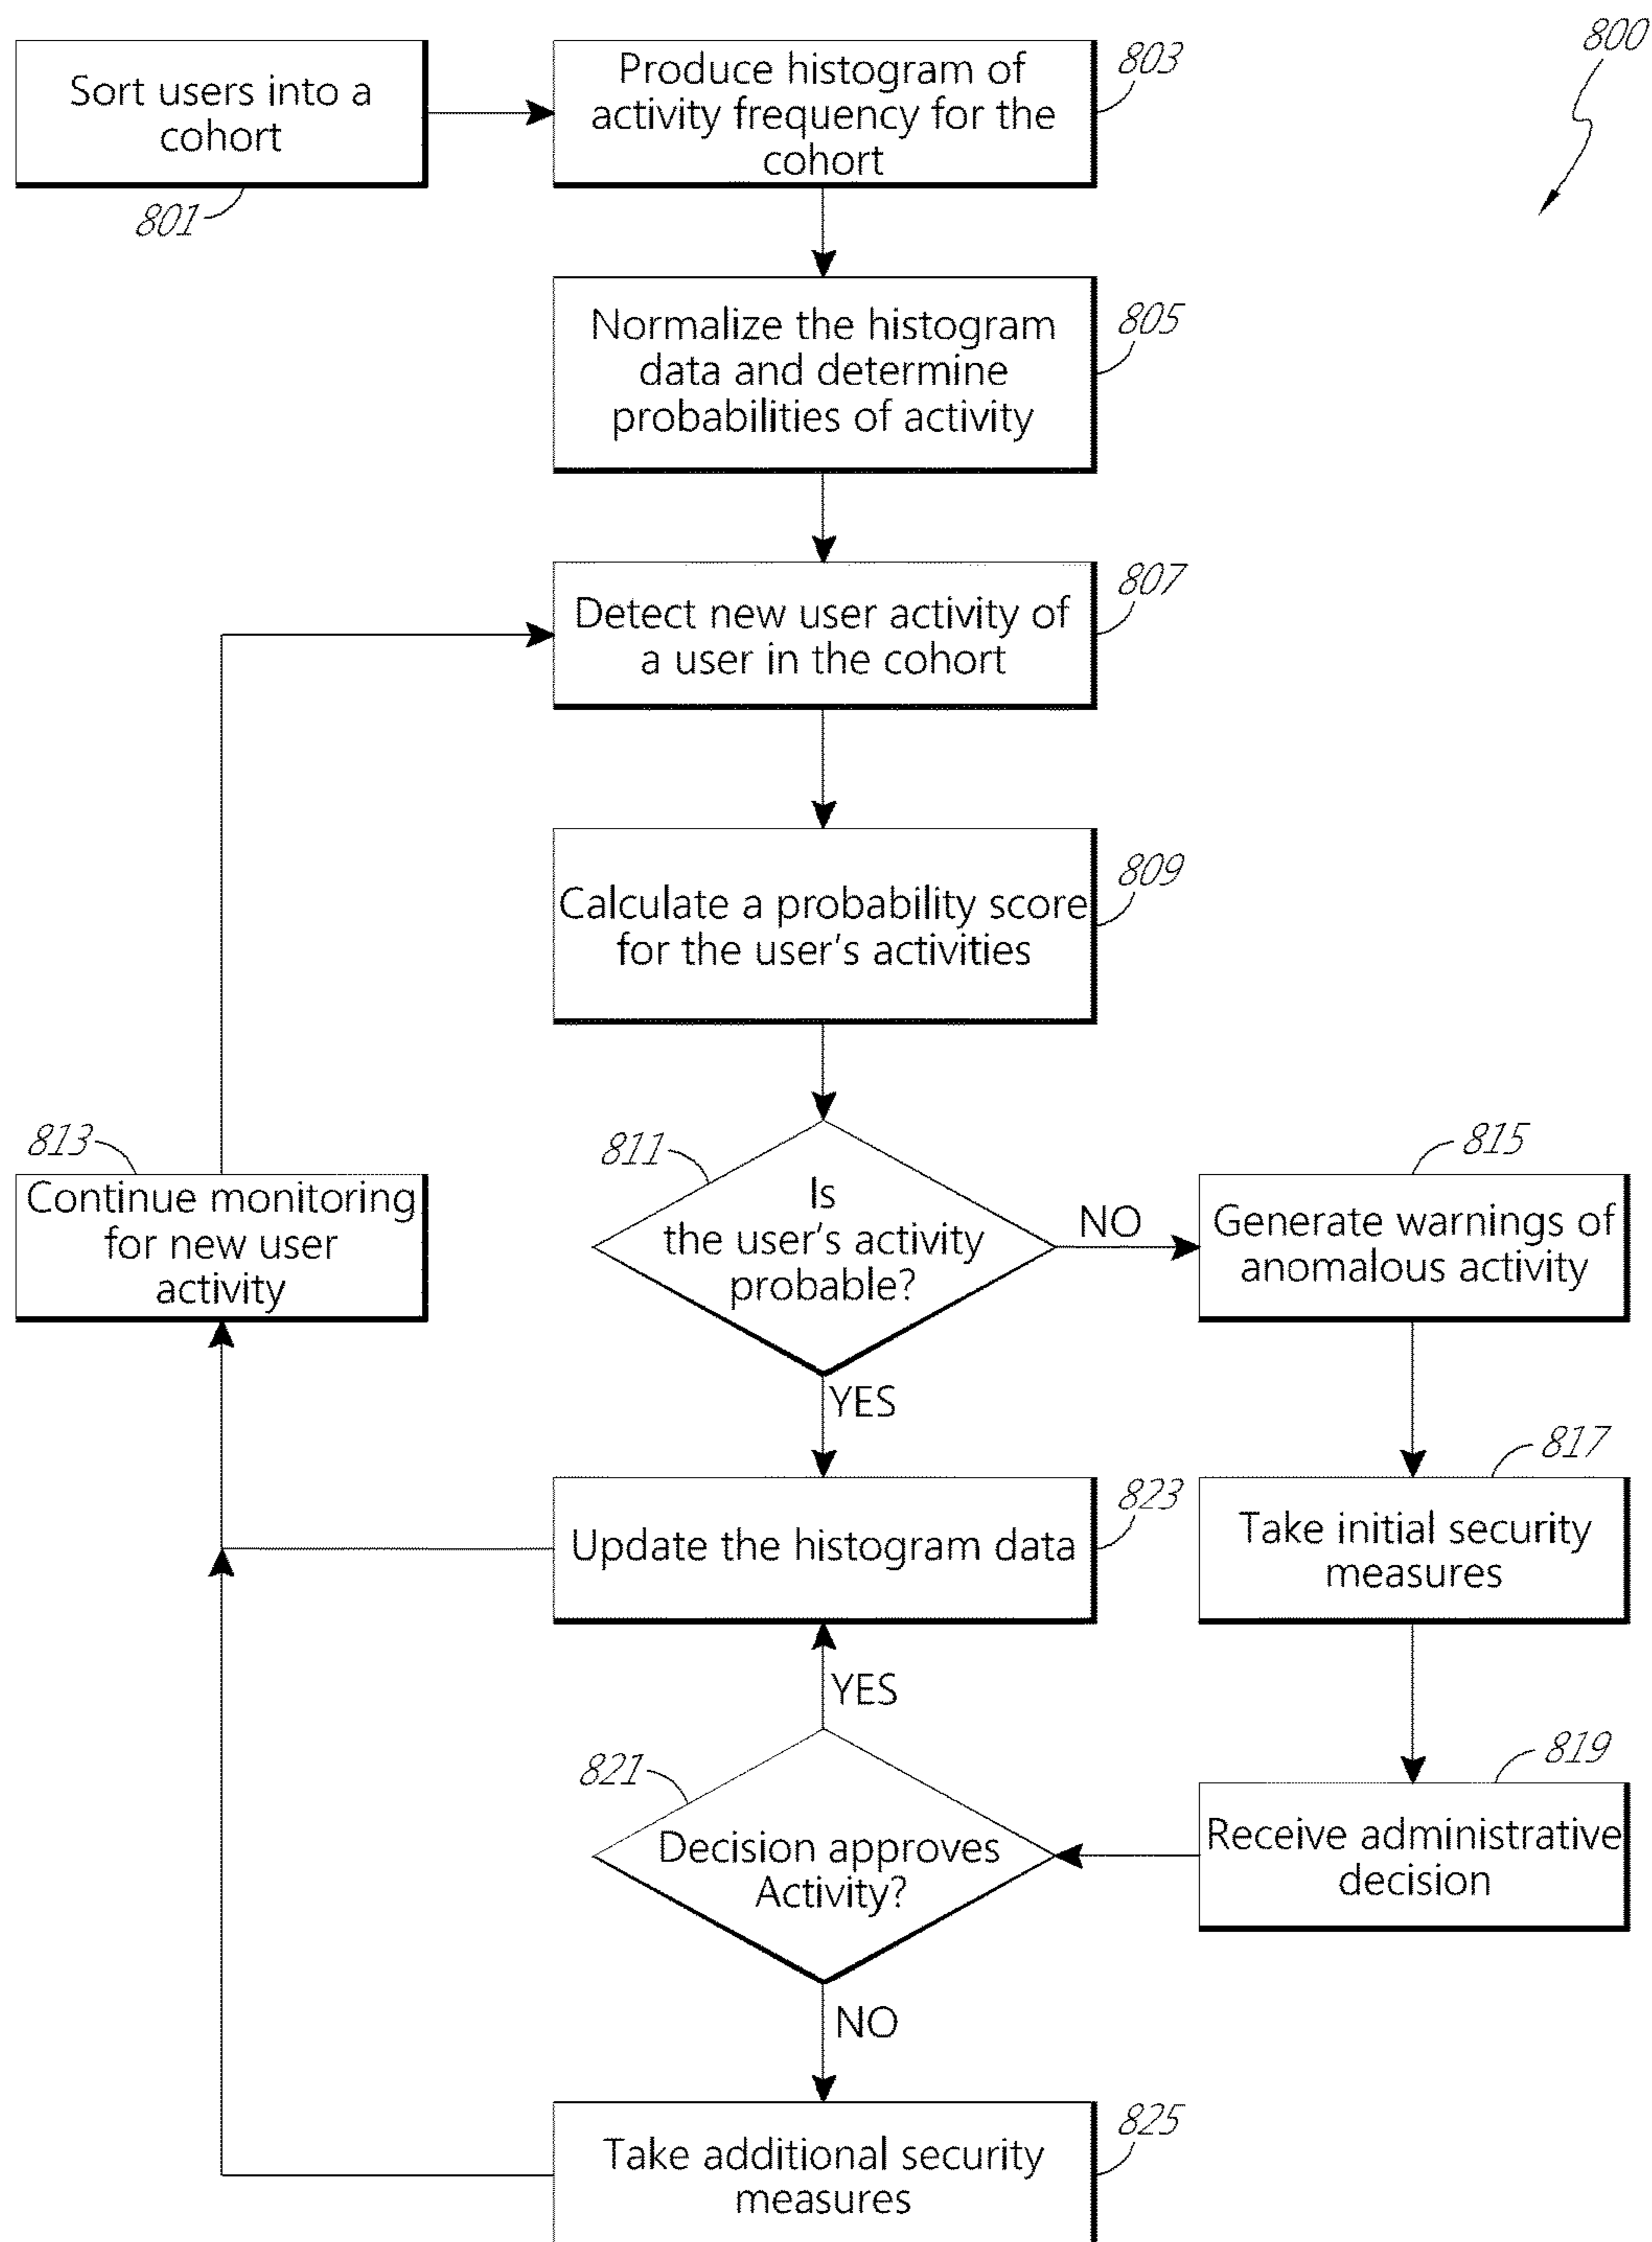 800
Sort users into a
cohort
801
Produce histogram of
activity frequency for the
cohort
803
Normalize the histogram
data and determine
probabilities of activity
805
Detect new user activity of
a user in the cohort
807
Calculate a probability score
for the user's activities
809
813
Continue monitoring
for new user
activity
811
Is
the user's activity
probable?
NO
YES
815
Generate warnings of
anomalous activity
817
Take initial security
measures
823
Update the histogram data
YES
819
Receive administrative
decision
821
Decision approves
Activity?
NO
825
Take additional security
measures